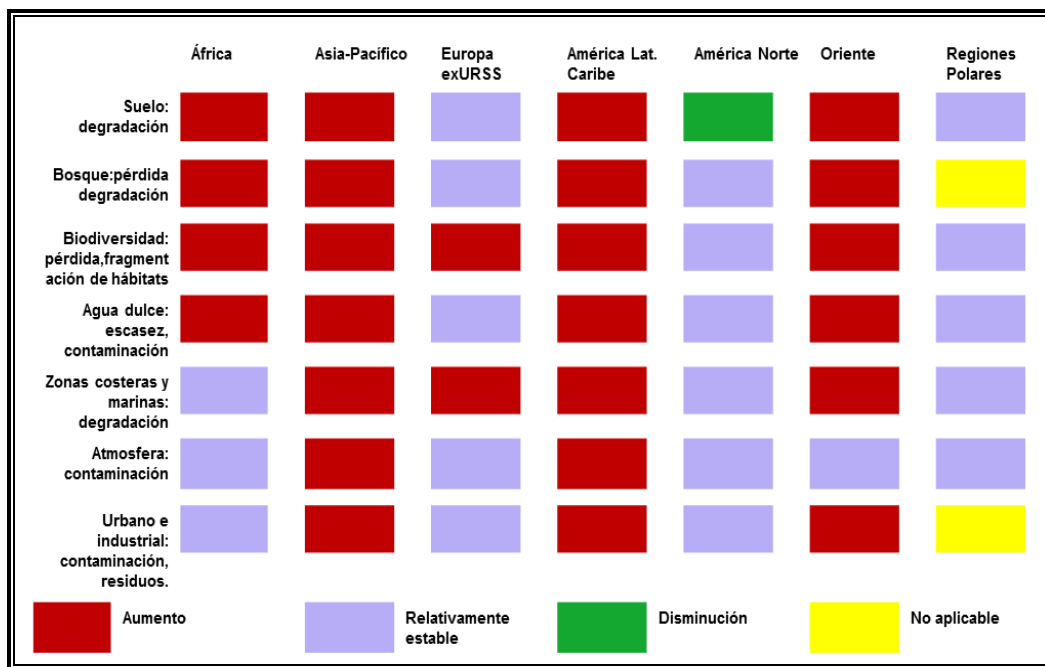 África
Asia-Pacífico
Europa
exURSS
América Lat.
Caribe
América Norte
Oriente
Regiones
Polares
Suelo:
degradación
Bosque:pérdida
degradación
Biodiversidad:
pérdida,fragment
ación de hábitats
Agua dulce:
escasez,
contaminación
Zonas costeras y
marinas:
degradación
Atmosfera:
contaminación
Urbano e
industrial:
contaminación,
residuos.
Aumento
Relativamente
estable
Disminución
No aplicable